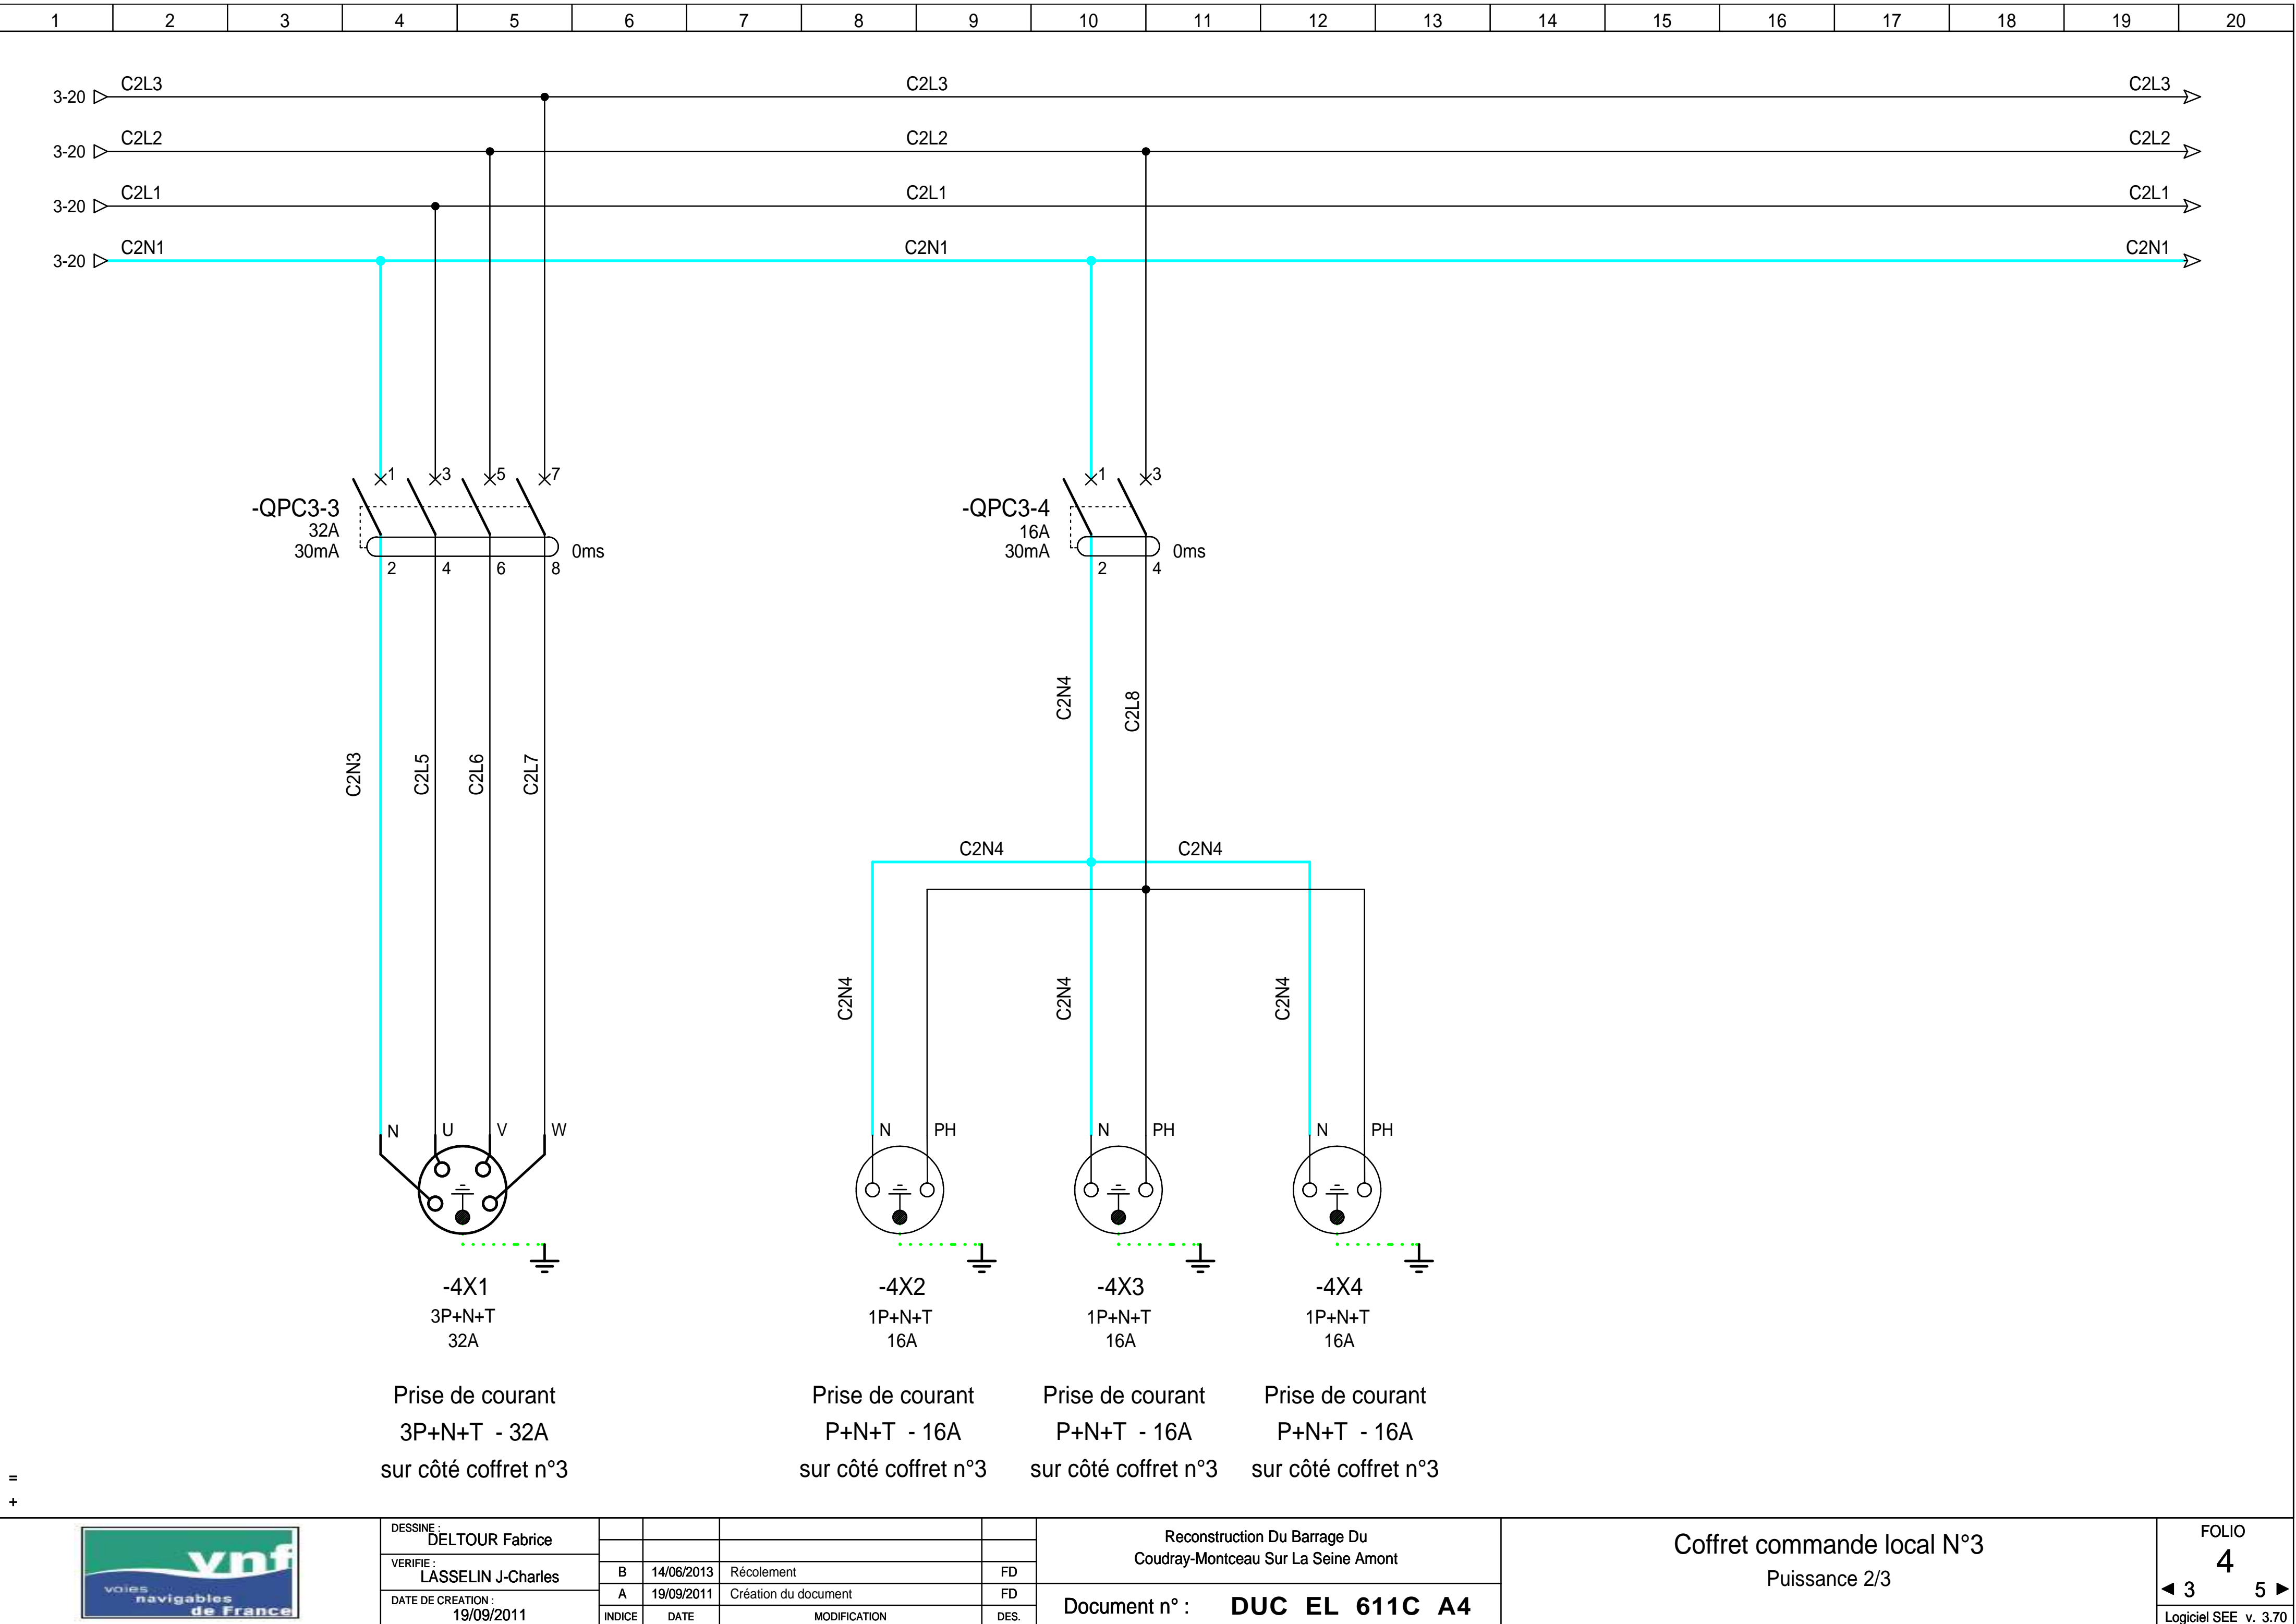 1 2 3 4 5 6 7 8 9 10 11 12 13 14 15 16 17 18 19 20
3-20 C2L3 C2L3 C2L3
3-20 C2L2 C2L2 C2L2
3-20 C2L1 C2L1 C2L1
3-20 C2N1 C2N1 C2N1
1 3 5 7 1 3
-QPC3-3 -QPC3-4
32A 16A
30mA 0ms 30mA 0ms
2 4 6 8 2 4
C2N4 C2L8
C2N3 C2L5 C2L6 C2L7
C2N4 C2N4
C2N4 C2N4 C2N4
N U V W N PH N PH N PH
-4X1 -4X2 -4X3 -4X4
3P+N+T 1P+N+T 1P+N+T 1P+N+T
32A 16A 16A 16A
Prise de courant Prise de courant Prise de courant Prise de courant
3P+N+T - 32A P+N+T - 16A P+N+T - 16A P+N+T - 16A
sur côté coffret n°3 sur côté coffret n°3 sur côté coffret n°3 sur côté coffret n°3
=
+
vnf
voies
navigables
de France
DESSINE :
DELTOUR Fabrice
VERIFIE :
LASSELIN J-Charles
DATE DE CREATION :
19/09/2011
B 14/06/2013 Récolement FD
A 19/09/2011 Création du document FD
INDICE DATE MODIFICATION DES.
Reconstruction Du Barrage Du
Coudray-Montceau Sur La Seine Amont
Document n° : DUC EL 611C A4
Coffret commande local N°3
Puissance 2/3
FOLIO
4
3 5
Logiciel SEE v. 3.70